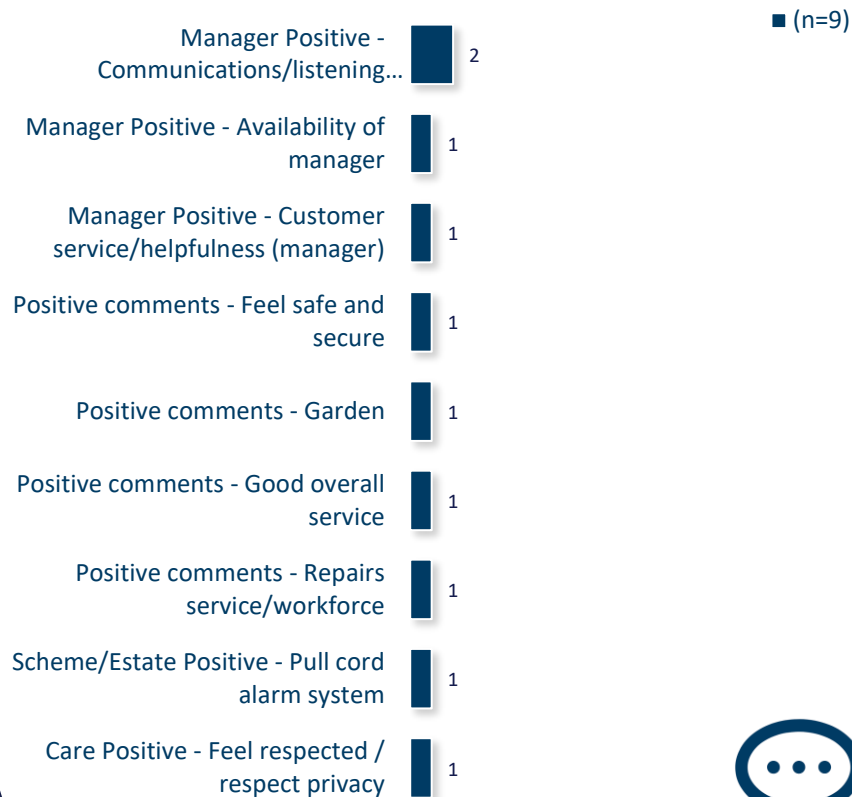 ■ (n=9)
Manager Positive -
Communications/listening…
2
Manager Positive - Availability of
manager
1
Manager Positive - Customer
service/helpfulness (manager)
1
Positive comments - Feel safe and
secure
1
Positive comments - Garden
1
Positive comments - Good overall
service
1
Positive comments - Repairs
service/workforce
1
Scheme/Estate Positive - Pull cord
alarm system
1
Care Positive - Feel respected /
respect privacy
1